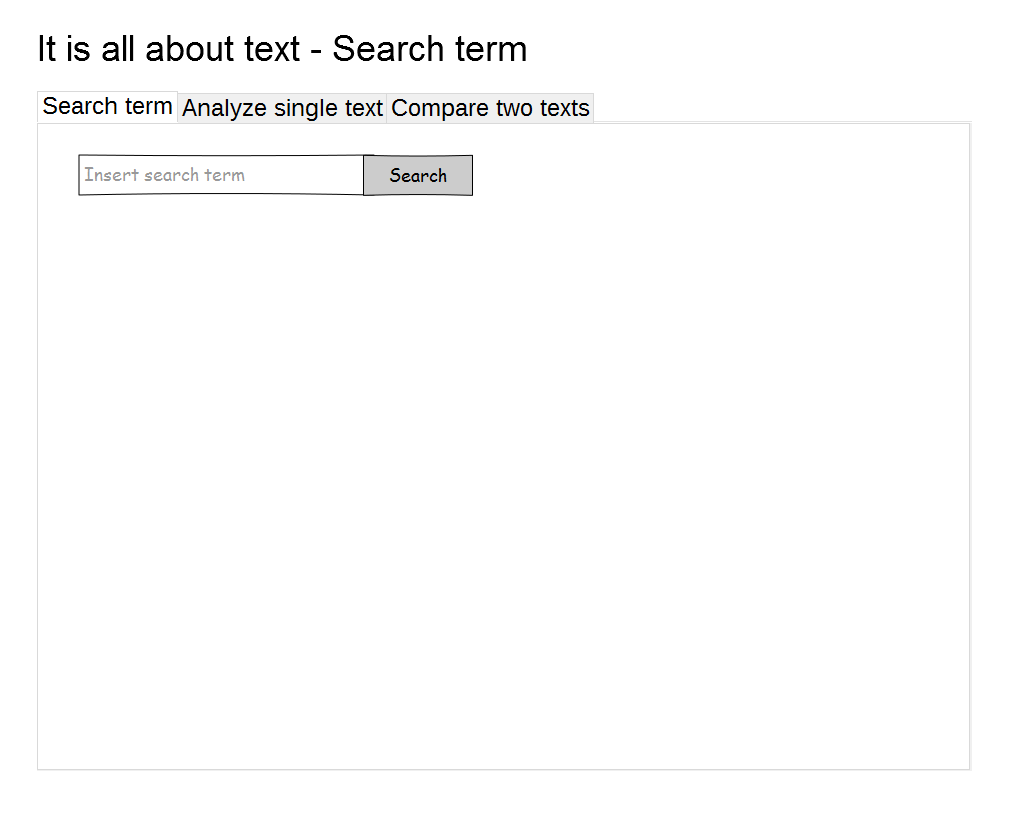 It is all about text - Search term
Search term Analyze single text Compare two texts
Insert search term Search